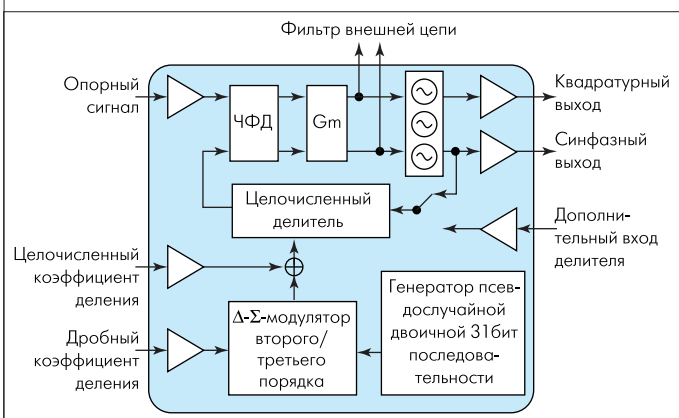 Фильтр внешней цепи
Опорный
сигнал
ЧФД
Gm
Квадратурный
выход
Синфазный
выход
Целочисленный
делитель
Дополни-
тельный вход
делителя
Целочисленный
коэффициент
деления
Дробный
коэффициент
деления
Δ-Σ-модулятор
второго/
третьего
порядка
Генератор псев-
дослучайной
двоичной 31бит
последова-
тельности